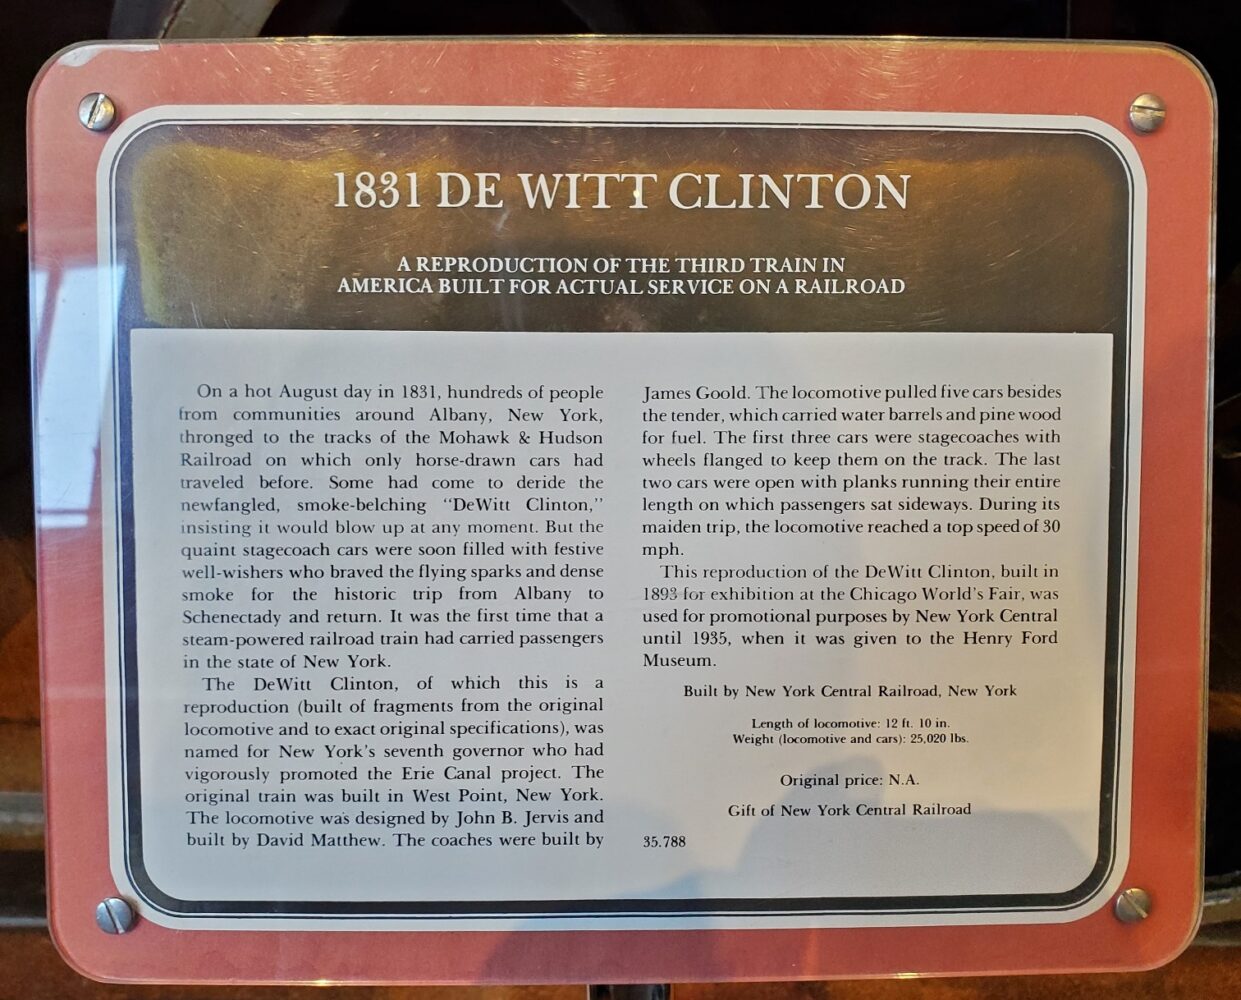 1831 DE WITT CLINTON
A REPRODUCTION OF THE THIRD TRAIN IN
AMERICA BUILT FOR ACTUAL SERVICE ON A RAILROAD
On a hot August day in 1831, hundreds of people
from communities around Albany, New York,
thronged to the tracks of the Mohawk & Hudson
Railroad on which only horse-drawn cars had
traveled before. Some had come to deride the
newfangled, smoke-belching "DeWitt Clinton,"
insisting it would blow up at any moment. But the
quaint stagecoach cars were soon filled with festive
well-wishers who braved the flying sparks and dense
smoke for the historic trip from Albany to
Schenectady and return. It was the first time that a
steam-powered railroad train had carried passengers
in the state of New York.
The DeWitt Clinton, of which this is a
reproduction (built of fragments from the original
locomotive and to exact original specifications), was
named for New York's seventh governor who had
vigorously promoted the Erie Canal project. The
original train was built in West Point, New York.
The locomotive was designed by John B. Jervis and
built by David Matthew. The coaches were built by
James Goold. The locomotive pulled five cars besides
the tender, which carried water barrels and pine wood
for fuel. The first three cars were stagecoaches with
wheels flanged to keep them on the track. The last
two cars were open with planks running their entire
length on which passengers sat sideways. During its
maiden trip, the locomotive reached a top speed of 30
mph.
This reproduction of the DeWitt Clinton, built in
1893 for exhibition at the Chicago World's Fair, was
used for promotional purposes by New York Central
until 1935, when it was given to the Henry Ford
Museum.
Built by New York Central Railroad, New York
Length of locomotive: 12 ft. 10 in.
Weight (locomotive and cars): 25,020 lbs.
Original price: N.A.
Gift of New York Central Railroad
35.788